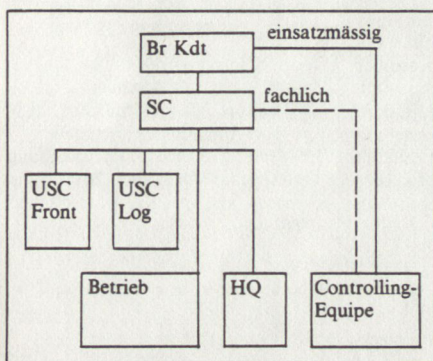 einsatzmässig
Br Kdt
fachlich
SC
USC
Front
USC
Log
Betrieb
HQ
Controlling-
Equipe